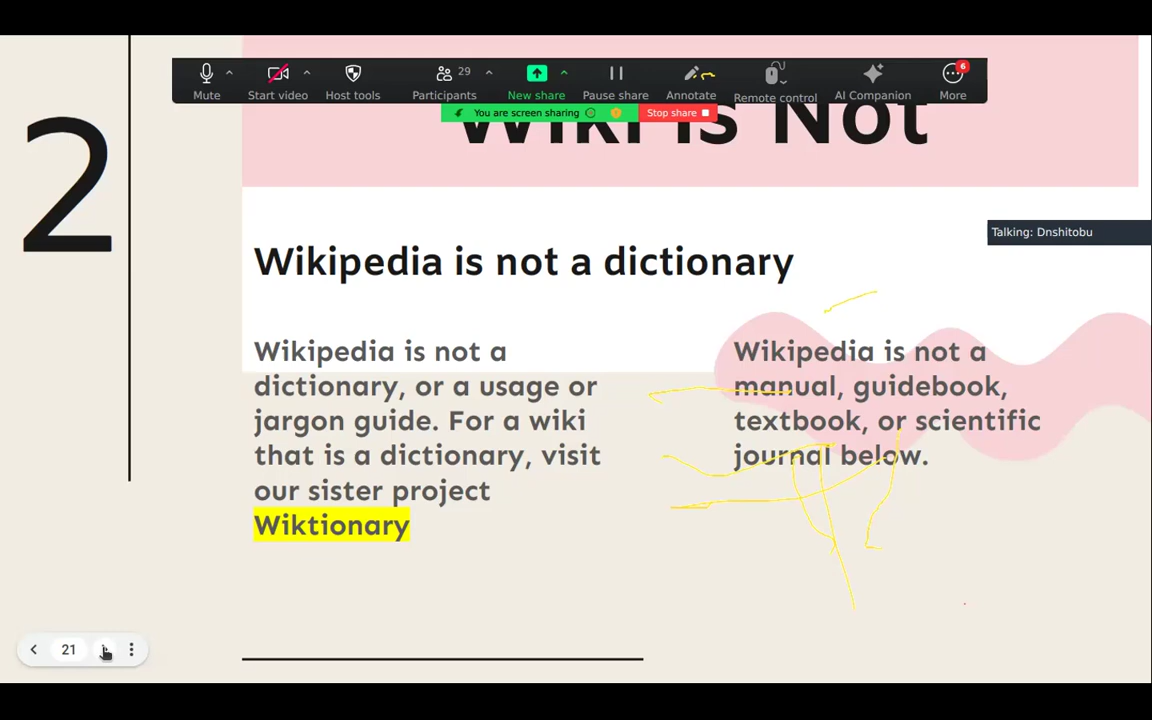 Mute
Start video
Host tools
Participants 29
New share
Pause share
Annotate
Remote control
AI Companion
More 6
You are screen sharing
Stop share
Wiki is Not
2
Talking: Dnshitobu
Wikipedia is not a dictionary
Wikipedia is not a
dictionary, or a usage or
jargon guide. For a wiki
that is a dictionary, visit
our sister project
Wiktionary
Wikipedia is not a
manual, guidebook,
textbook, or scientific
journal below.
21